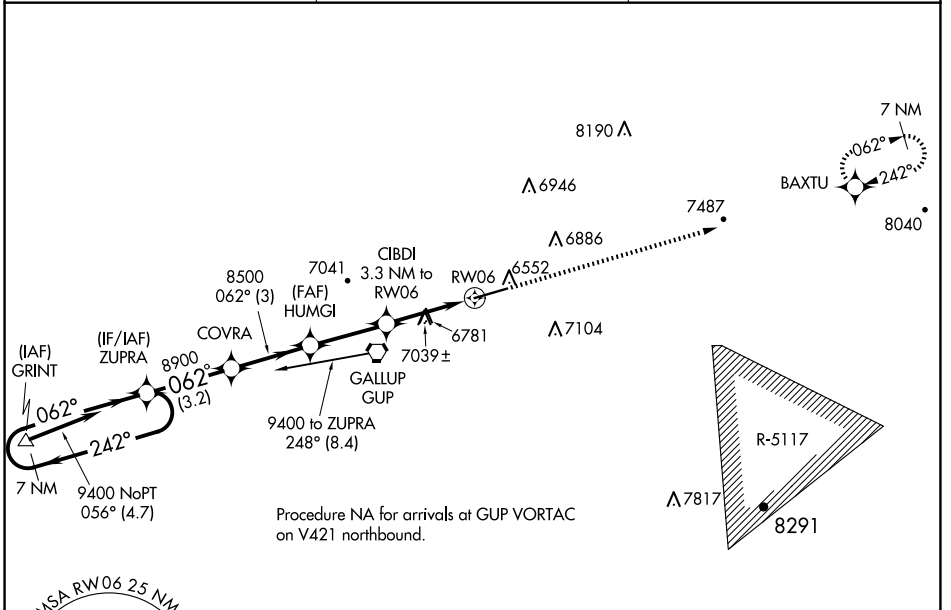 7 NM
8190
062°
242°
6946
BAXTU
7487
8040
6886
CIBDI
3.3 NM to
RW06
8500
062° (3)
7041
(FAF)
HUMGI
RW06
6552
COVRA
(IF/IAF)
ZUPRA
8900
062°
(3.2)
6781
7039 ±
7104
(IAF)
GRINT
062°
242°
GALLUP
GUP
9400 to ZUPRA
248° (8.4)
7 NM
9400 NoPT
056° (4.7)
R-5117
7817
8291
Procedure NA for arrivals at GUP VORTAC
on V421 northbound.
MSA RW06 25 NM